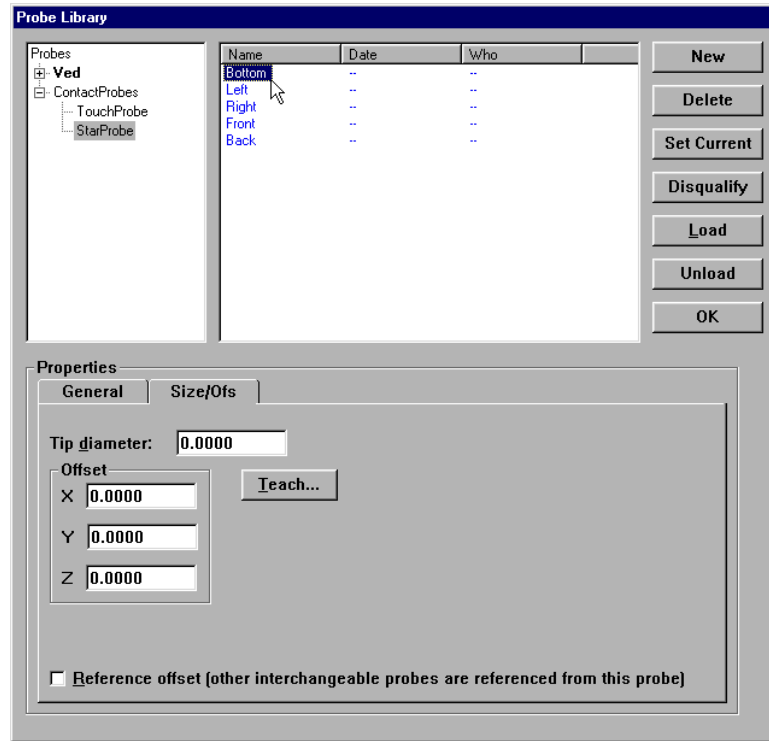 Probe Library
Probes
Ved
ContactProbes
TouchProbe
StarProbe
Name Date Who
Bottom -- --
Left -- --
Right -- --
Front -- --
Back -- --
New
Delete
Set Current
Disqualify
Load
Unload
OK
Properties
General Size/Ofs
Tip diameter: 0.0000
Offset
X 0.0000
Y 0.0000
Z 0.0000
Teach...
Reference offset (other interchangeable probes are referenced from this probe)